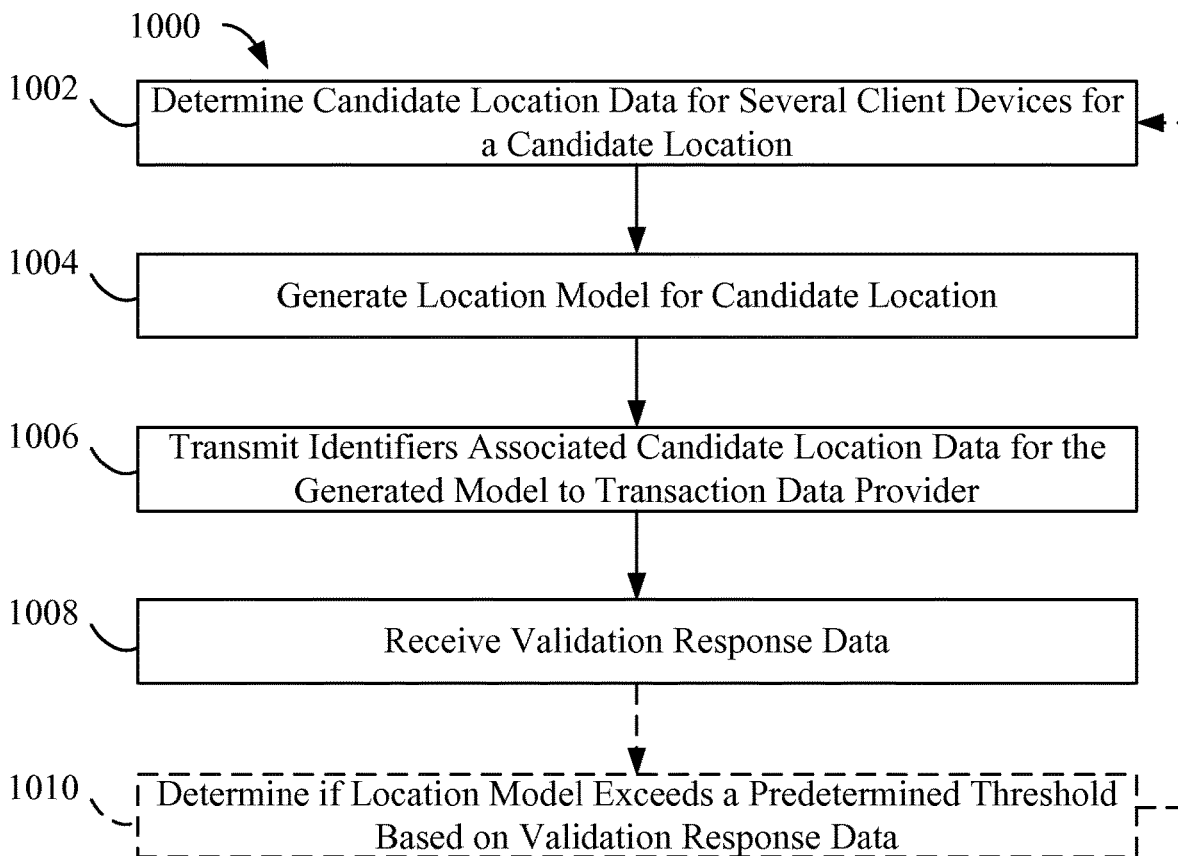 1000
1002
Determine Candidate Location Data for Several Client Devices for
a Candidate Location
1004
Generate Location Model for Candidate Location
1006
Transmit Identifiers Associated Candidate Location Data for the
Generated Model to Transaction Data Provider
1008
Receive Validation Response Data
1010
Determine if Location Model Exceeds a Predetermined Threshold
Based on Validation Response Data